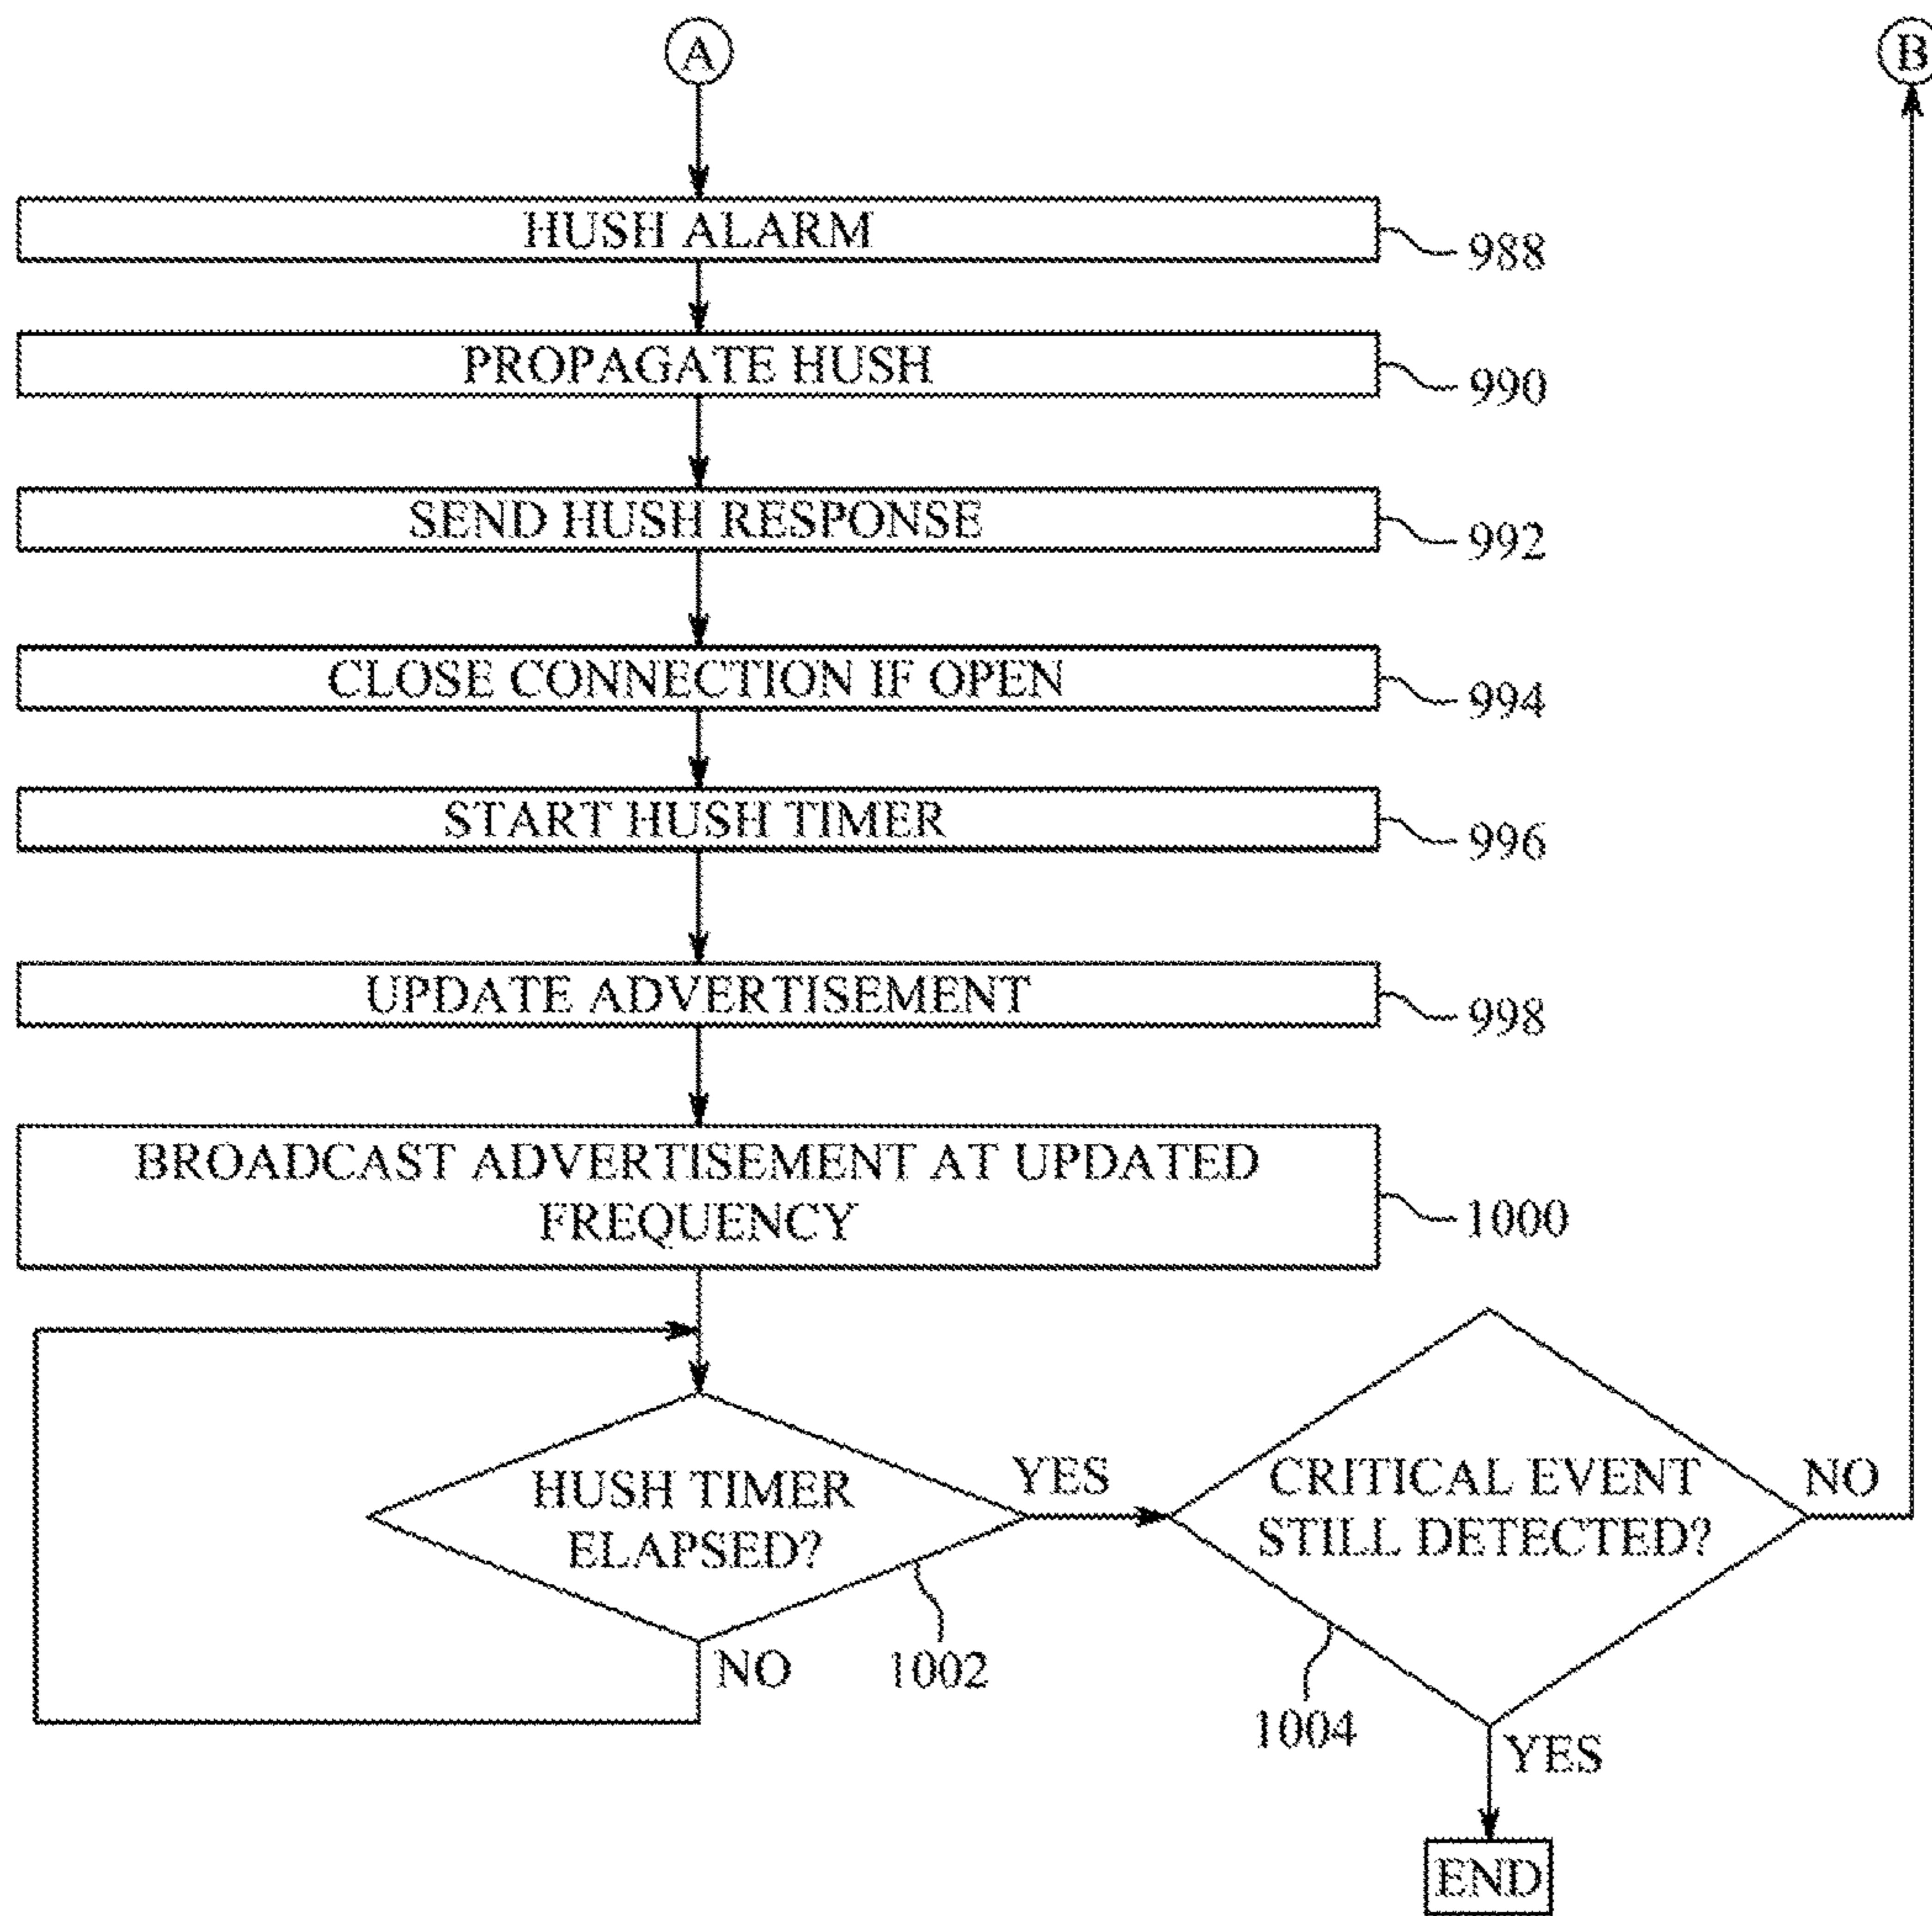 A
B
HUSH ALARM
988
PROPAGATE HUSH
990
SEND HUSH RESPONSE
992
CLOSE CONNECTION IF OPEN
994
START HUSH TIMER
996
UPDATE ADVERTISEMENT
998
BROADCAST ADVERTISEMENT AT UPDATED
FREQUENCY
1000
HUSH TIMER
ELAPSED?
YES
NO
1002
CRITICAL EVENT
STILL DETECTED?
NO
1004
YES
END